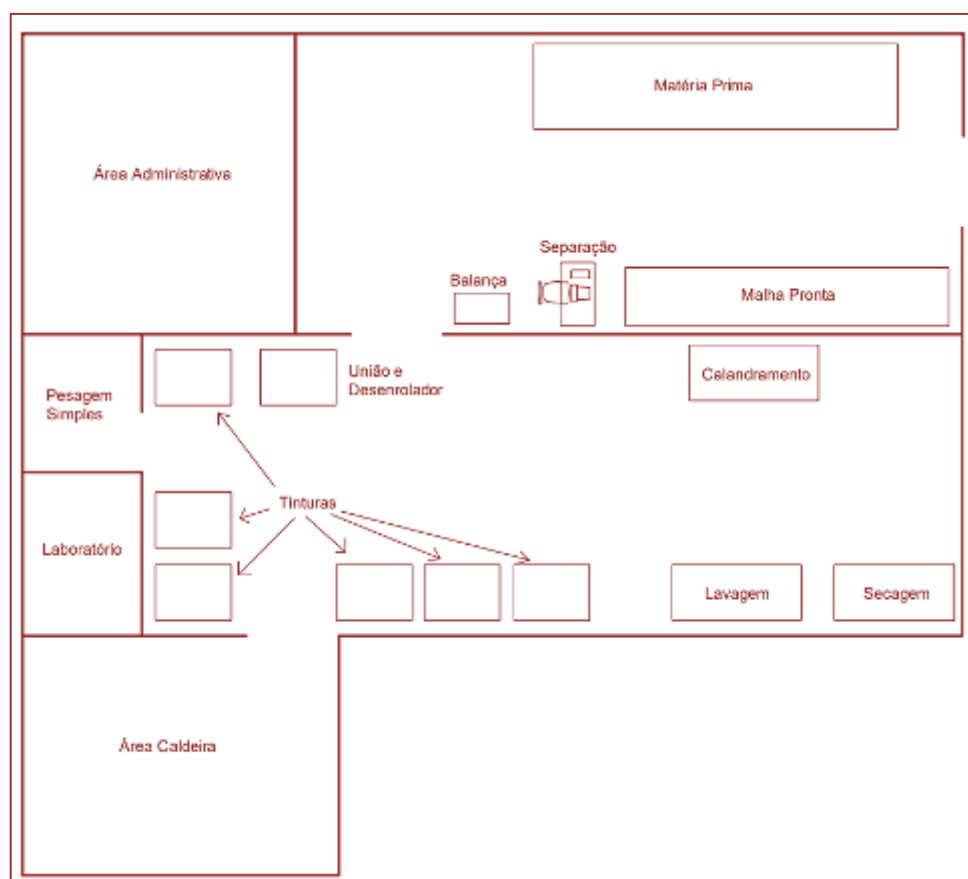 Matéria Prima
Área Administrativa
Separação
Balança
Malha Pronta
União e
Desenrolador
Calandramento
Pesagem
Simples
Tinturas
Laboratório
Lavagem
Secagem
Área Caldeira